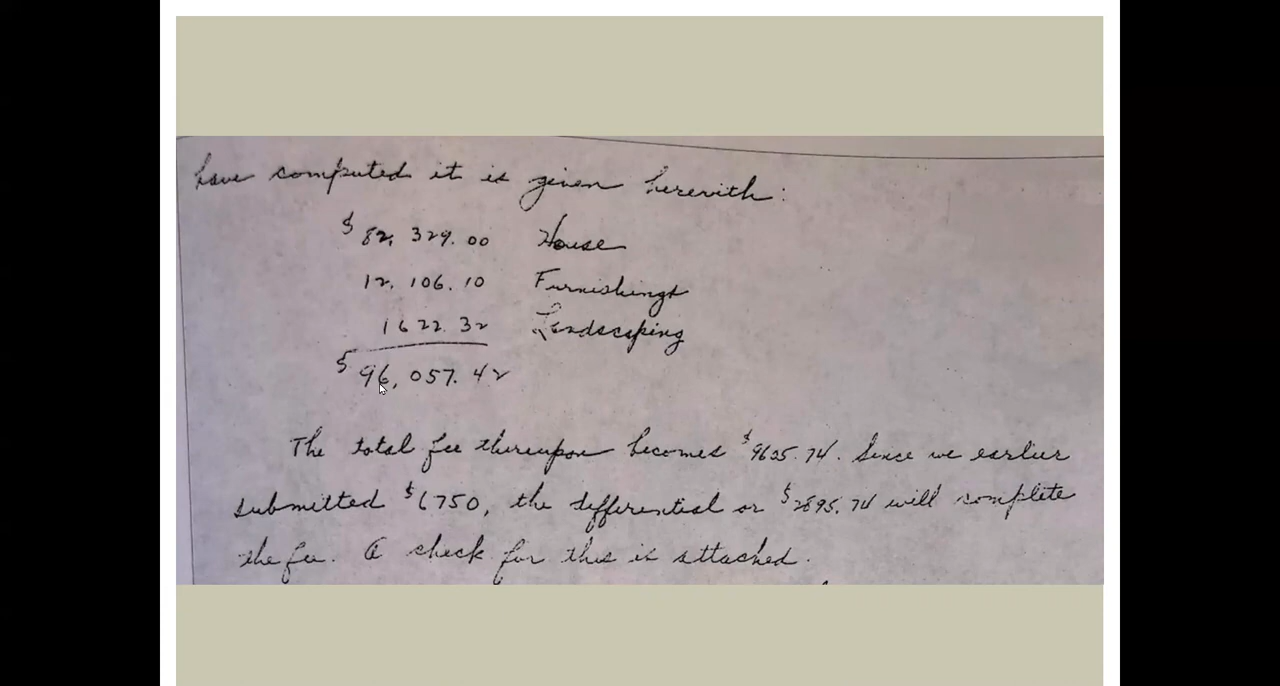 have computed it is given herewith:
$ 82,329.00 House
12,106.10 Furnishings
1622.32 Landscaping
$ 96,057.42
The total fee thereupon becomes $9625.74. Since we earlier
submitted $6750, the differential or $2895.74 will complete
the fee. A check for this is attached.